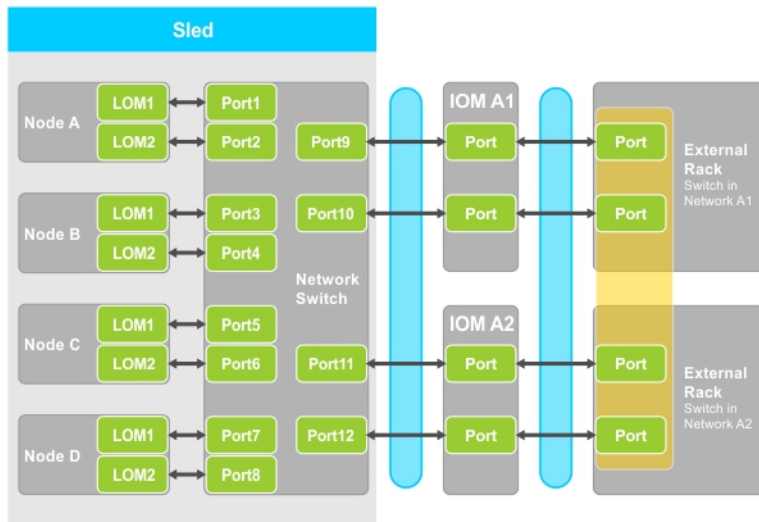 Sled
Node A
LOM1
Port1
LOM2
Port2
Node B
LOM1
Port3
LOM2
Port4
Node C
LOM1
Port5
LOM2
Port6
Node D
LOM1
Port7
LOM2
Port8
Port9
Port10
Network
Switch
Port11
Port12
IOM A1
Port
Port
IOM A2
Port
Port
Port
Port
External
Rack
Switch in
Network A1
Port
Port
External
Rack
Switch in
Network A2